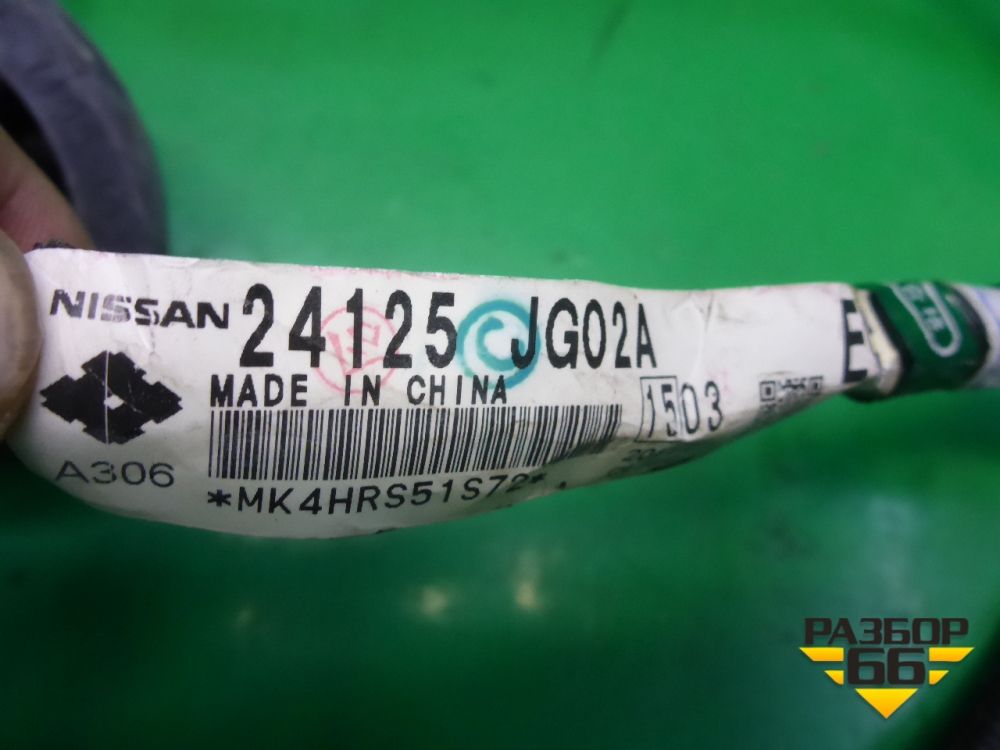 NISSAN 24125 JG02A E
MADE IN CHINA
1503
A306
*MK4HRS51S72*
РАЗБОР
66